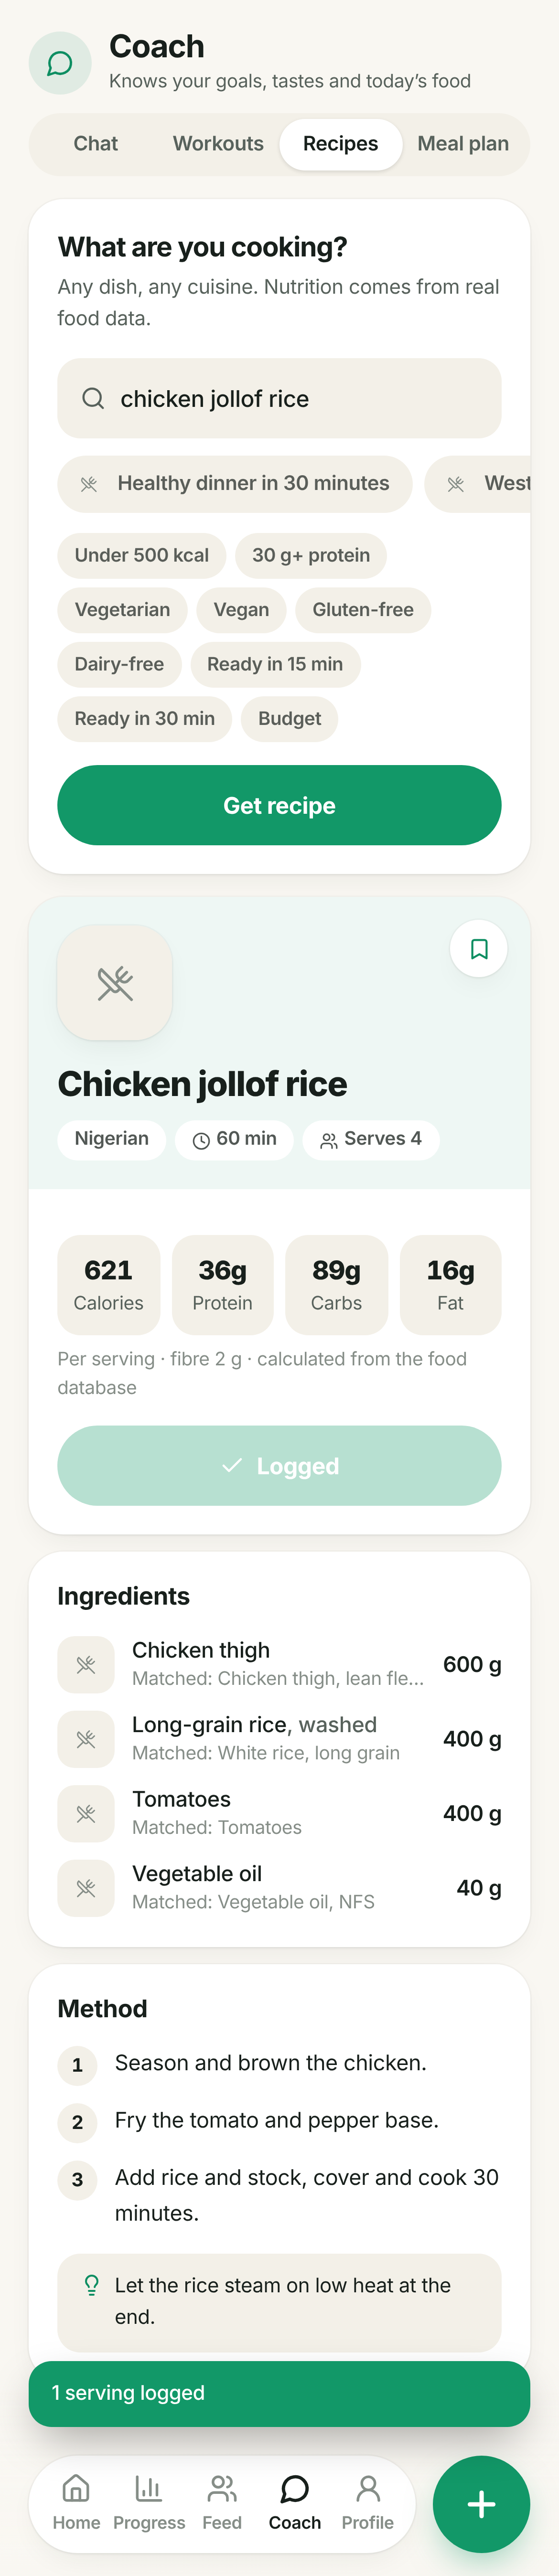 Coach
Knows your goals, tastes and today’s food
Chat
Workouts
Recipes
Meal plan
What are you cooking?
Any dish, any cuisine. Nutrition comes from real
food data.
chicken jollof rice
Healthy dinner in 30 minutes
West
Under 500 kcal
30 g+ protein
Vegetarian
Vegan
Gluten-free
Dairy-free
Ready in 15 min
Ready in 30 min
Budget
Get recipe
Chicken jollof rice
Nigerian
60 min
Serves 4
621
Calories
36g
Protein
89g
Carbs
16g
Fat
Per serving · fibre 2 g · calculated from the food
database
Logged
Ingredients
Chicken thigh
Matched: Chicken thigh, lean fle...
600 g
Long-grain rice, washed
Matched: White rice, long grain
400 g
Tomatoes
Matched: Tomatoes
400 g
Vegetable oil
Matched: Vegetable oil, NFS
40 g
Method
1 Season and brown the chicken.
2 Fry the tomato and pepper base.
3 Add rice and stock, cover and cook 30
minutes.
Let the rice steam on low heat at the
end.
1 serving logged
Home
Progress
Feed
Coach
Profile